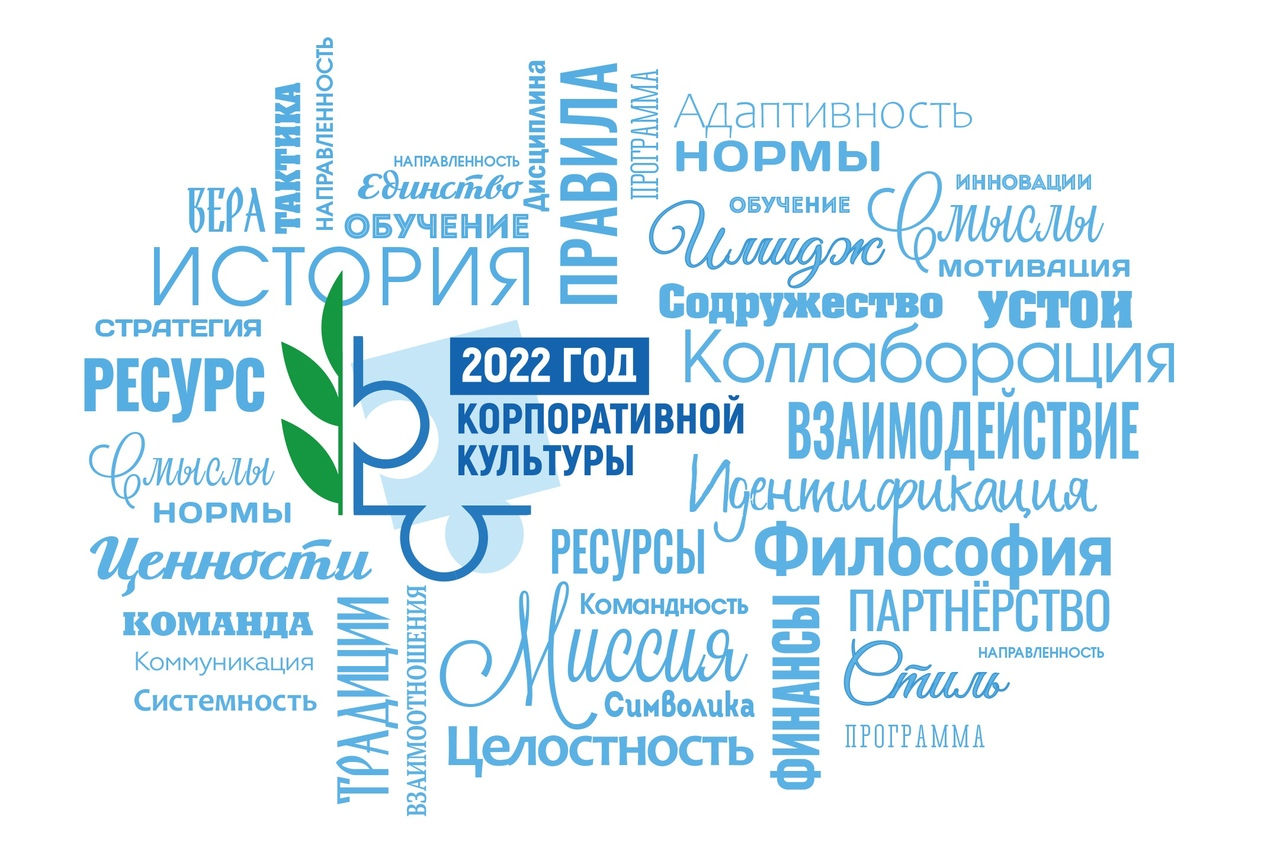 НАПРАВЛЕННОСТЬ
ТАКТИКА
ВЕРА
НАПРАВЛЕННОСТЬ
Единство
ОБУЧЕНИЕ
Дисциплина
ПРАВИЛА
ПРОГРАММА
Адаптивность
НОРМЫ
ИННОВАЦИИ
ОБУЧЕНИЕ
Смыслы
Имидж
МОТИВАЦИЯ
ИСТОРИЯ
Содружество
УСТОИ
СТРАТЕГИЯ
Коллаборация
РЕСУРС
2022 ГОД
КОРПОРАТИВНОЙ
КУЛЬТУРЫ
ВЗАИМОДЕЙСТВИЕ
Смыслы
Идентификация
НОРМЫ
Ценности
РЕСУРСЫ
Философия
КОМАНДА
Коммуникация
Системность
ТРАДИЦИИ
ВЗАИМООТНОШЕНИЯ
Командность
Миссия
Символика
Целостность
ФИНАНСЫ
ПАРТНЁРСТВО
НАПРАВЛЕННОСТЬ
Стиль
ПРОГРАММА